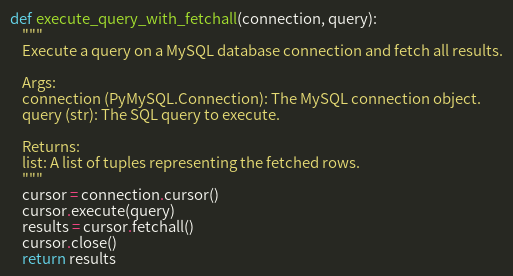 def execute_query_with_fetchall(connection, query):
"""
Execute a query on a MySQL database connection and fetch all results.
Args:
connection (PyMySQL.Connection): The MySQL connection object.
query (str): The SQL query to execute.
Returns:
list: A list of tuples representing the fetched rows.
"""
cursor = connection.cursor()
cursor.execute(query)
results = cursor.fetchall()
cursor.close()
return results